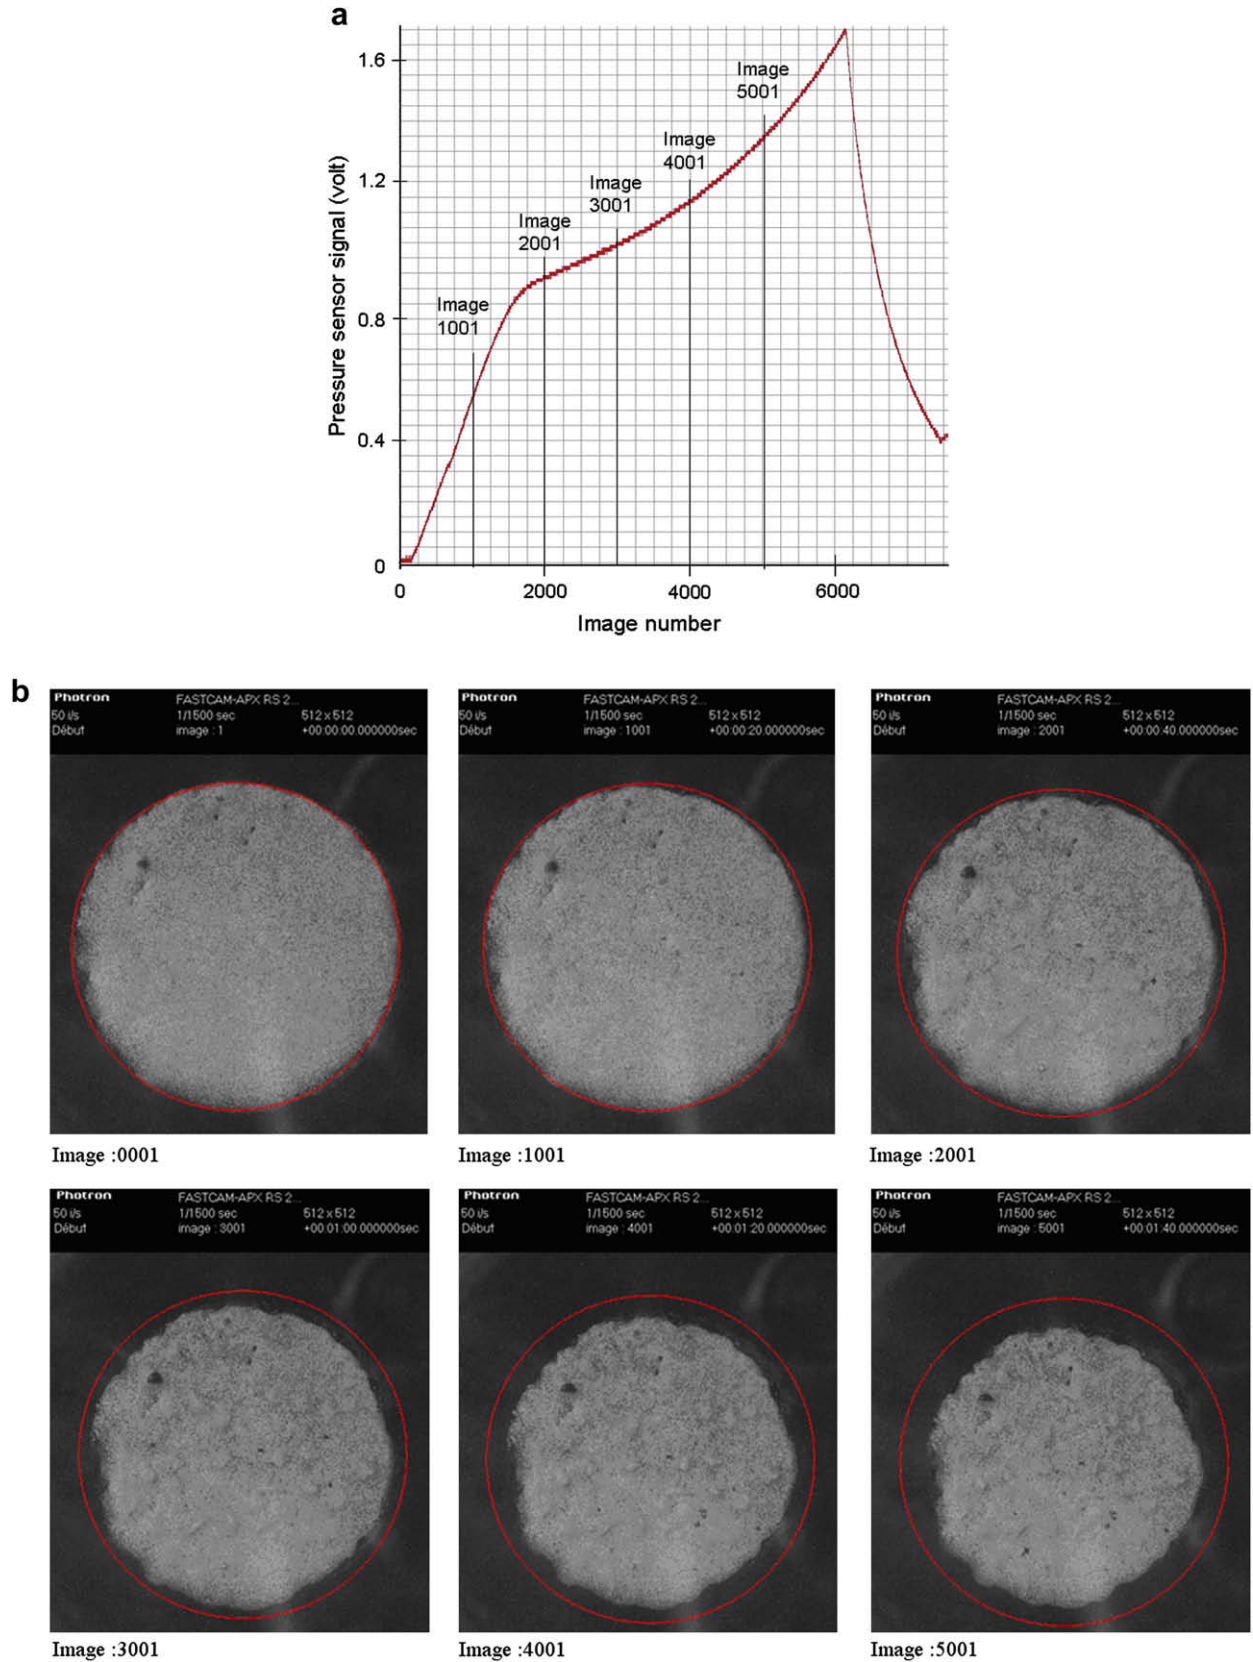 a
1.6
1.2
0.8
0.4
0
Pressure sensor signal (volt)
Image
1001
Image
2001
Image
3001
Image
4001
Image
5001
0
2000
4000
6000
Image number
b
Photron
FASTCAM-APX RS 2...
50 i/s
1/1500 sec
512 x 512
Début
image : 1
+00:00:00.000000sec
Image :0001
Photron
FASTCAM-APX RS 2...
50 i/s
1/1500 sec
512 x 512
Début
image : 1001
+00:00:20.000000sec
Image :1001
Photron
FASTCAM-APX RS 2...
50 i/s
1/1500 sec
512 x 512
Début
image : 2001
+00:00:40.000000sec
Image :2001
Photron
FASTCAM-APX RS 2...
50 i/s
1/1500 sec
512 x 512
Début
image : 3001
+00:01:00.000000sec
Image :3001
Photron
FASTCAM-APX RS 2...
50 i/s
1/1500 sec
512 x 512
Début
image : 4001
+00:01:20.000000sec
Image :4001
Photron
FASTCAM-APX RS 2...
50 i/s
1/1500 sec
512 x 512
Début
image : 5001
+00:01:40.000000sec
Image :5001